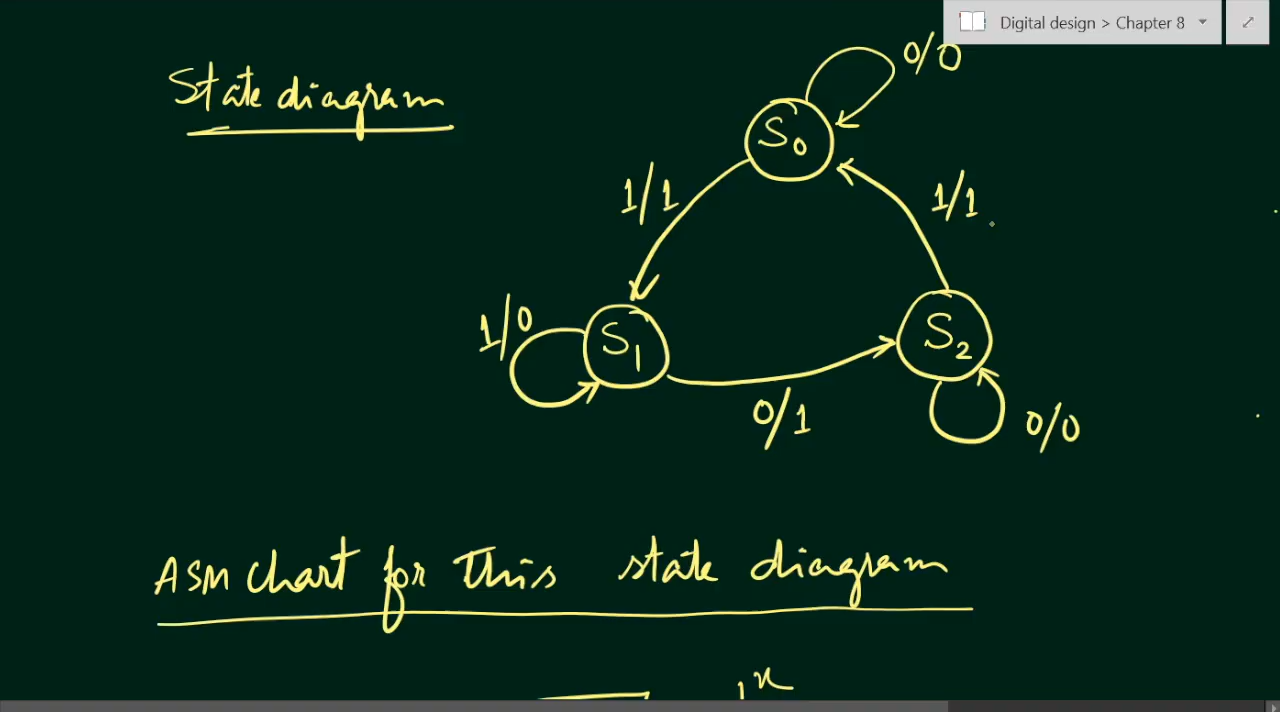 Digital design > Chapter 8
State diagram
0/0
S0
1/1
1/1
1/0
S1
S2
0/1
0/0
ASM chart for This state diagram